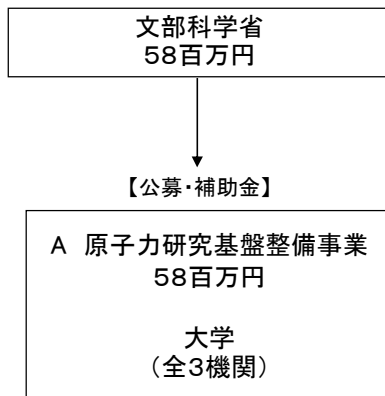 文部科学省
58百万円
【公募・補助金】
A 原子力研究基盤整備事業
58百万円
大学
（全3機関）